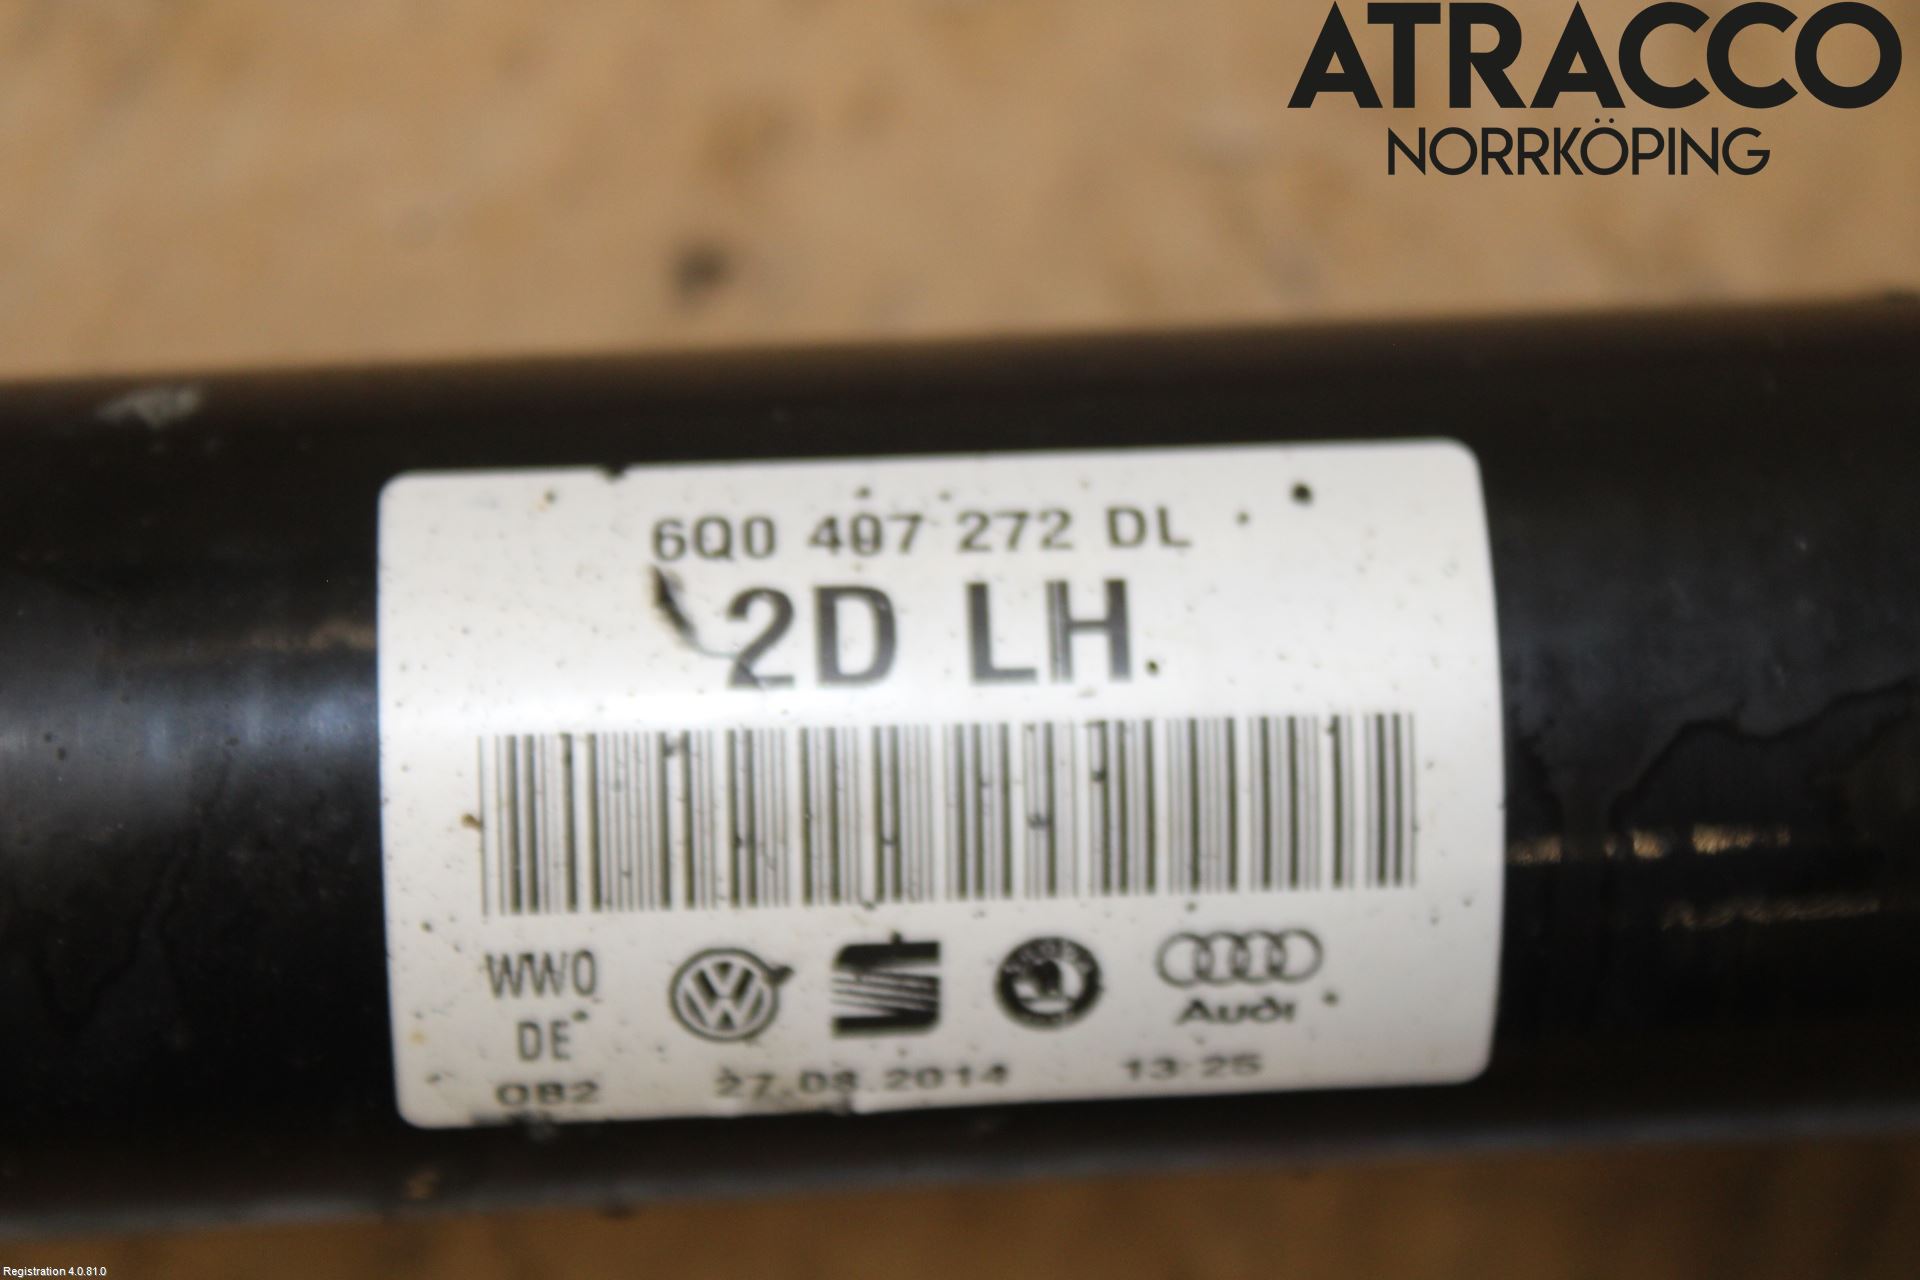 ATRACCO
NORRKÖPING
6Q0 407 272 DL
2D LH
WWO
DE
OB2
27.08.2014 13:25
Audi
Registration 4.0.81.0